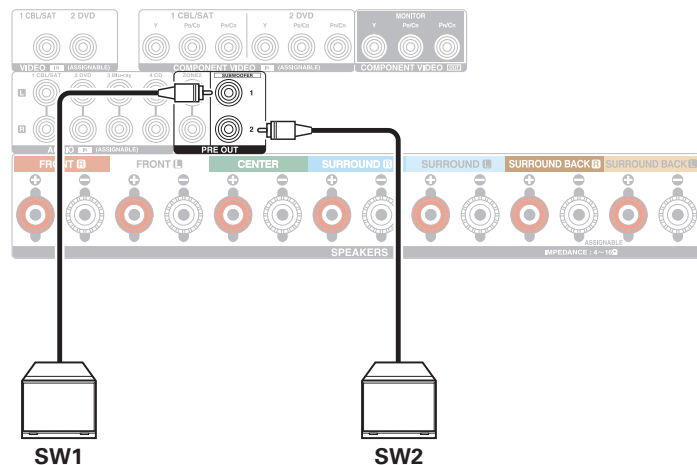 1 CBL/SAT 2 DVD
VIDEO IN (ASSIGNABLE)
1 CBL/SAT 2 DVD
Y PB/CB PR/CR Y PB/CB PR/CR
COMPONENT VIDEO IN (ASSIGNABLE)
MONITOR
Y PB/CB PR/CR
COMPONENT VIDEO OUT
1 CBL/SAT 2 DVD 3 Blu-ray 4 CD ZONE2
L
R
AUDIO IN (ASSIGNABLE)
SUBWOOFER
1
2
PRE OUT
FRONT R FRONT L CENTER SURROUND R SURROUND L SURROUND BACK R SURROUND BACK L
ASSIGNABLE
SPEAKERS IMPEDANCE : 4~16Ω
SW1 SW2